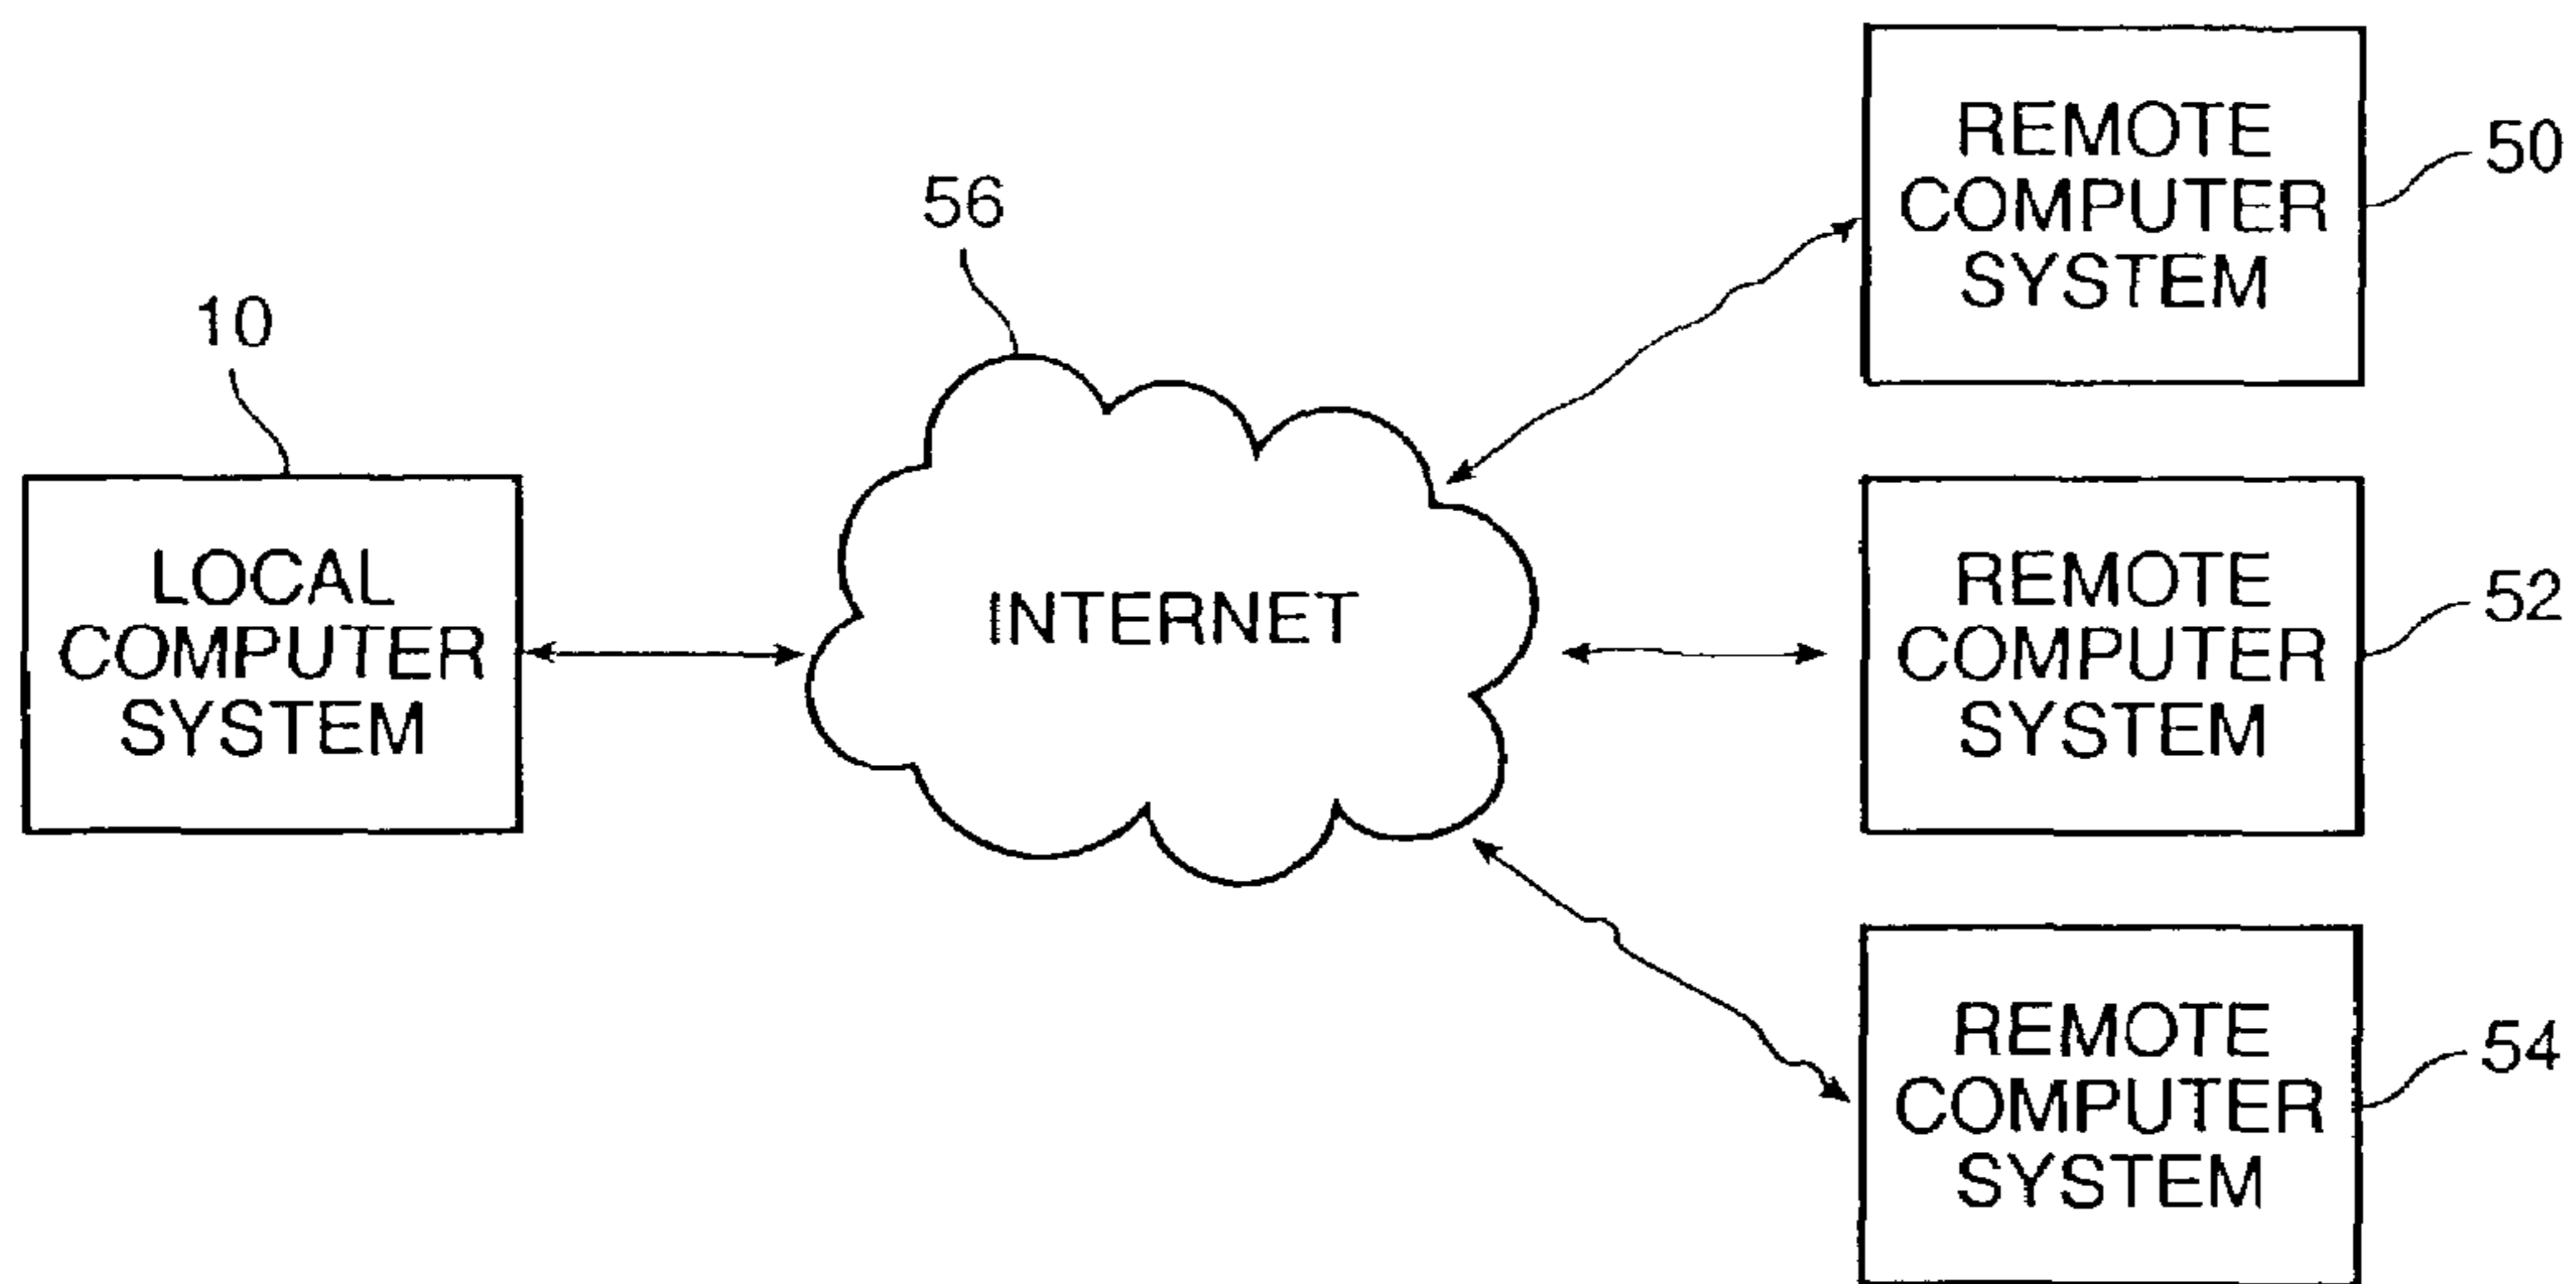 10
LOCAL
COMPUTER
SYSTEM
56
INTERNET
REMOTE
COMPUTER
SYSTEM
50
REMOTE
COMPUTER
SYSTEM
52
REMOTE
COMPUTER
SYSTEM
54